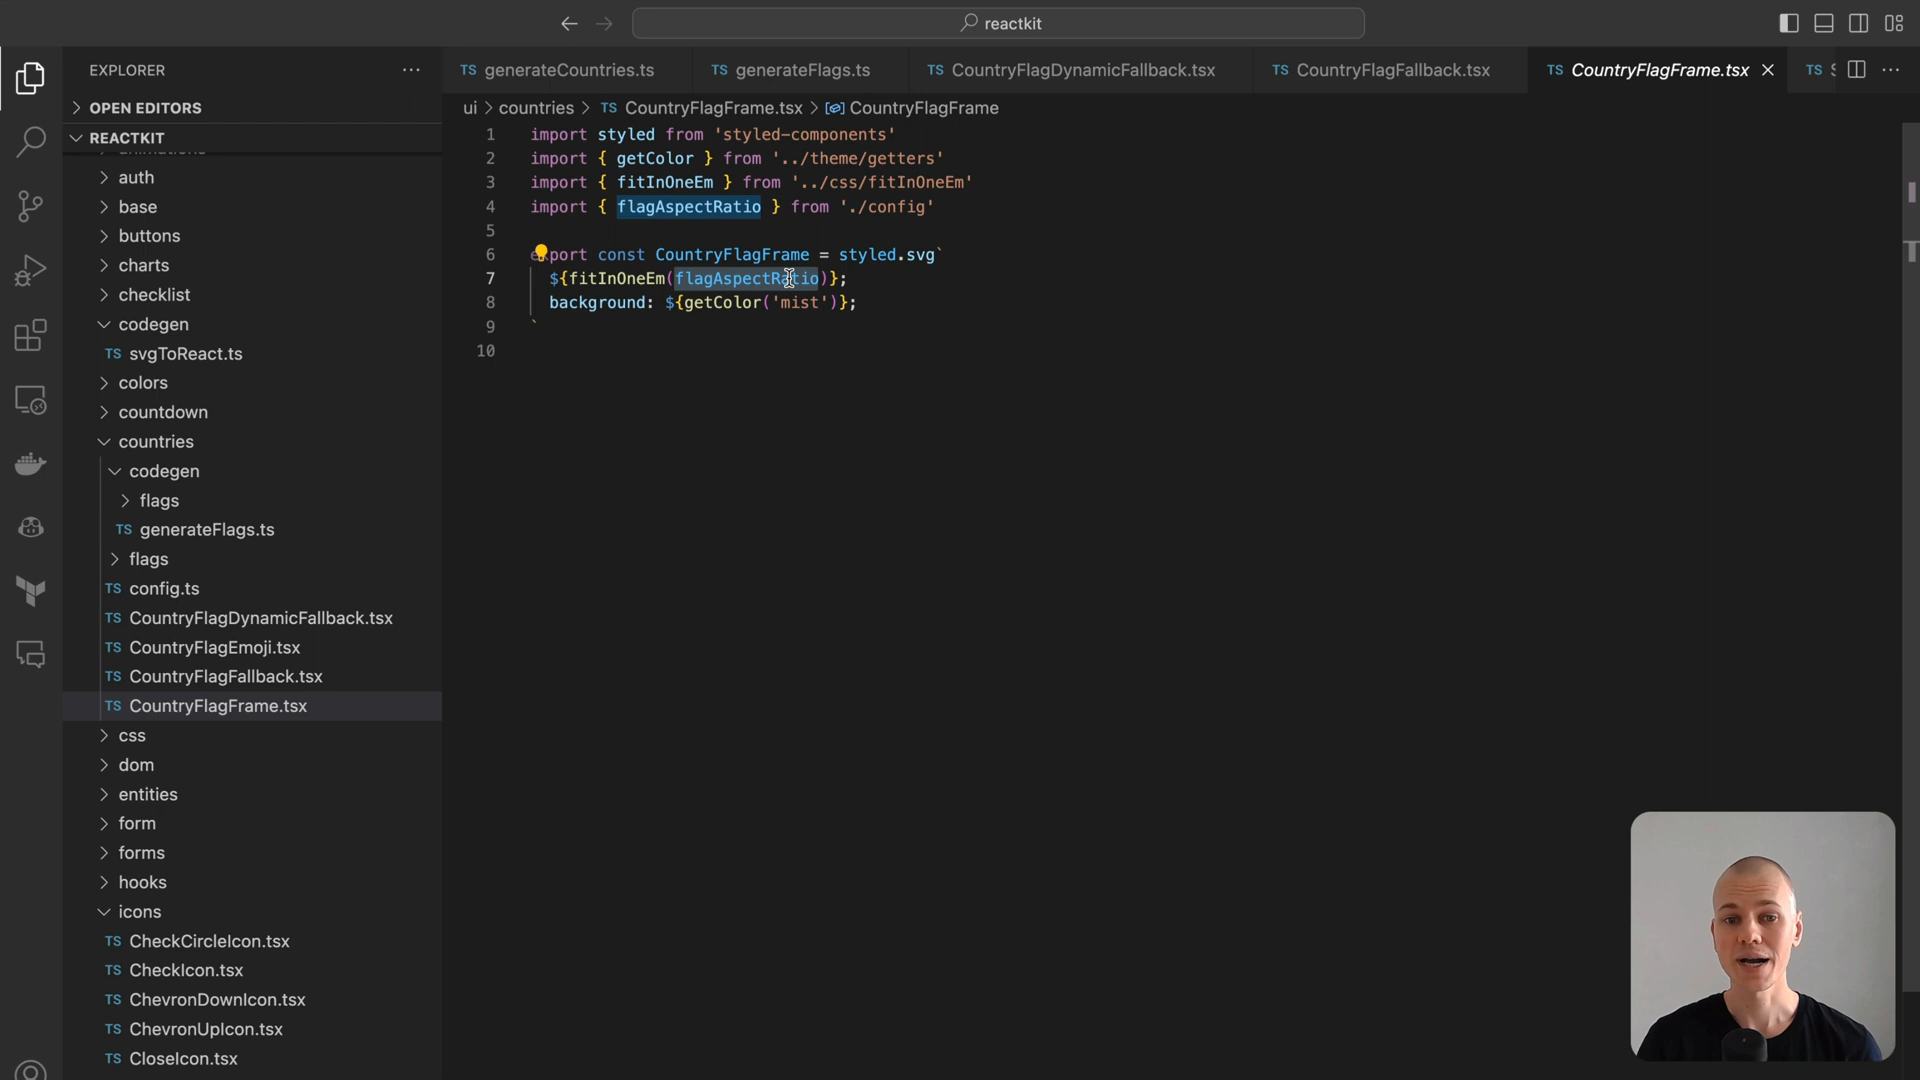 reactkit
EXPLORER
OPEN EDITORS
REACTKIT
auth
base
buttons
charts
checklist
codegen
TS svgToReact.ts
colors
countdown
countries
codegen
flags
TS generateFlags.ts
flags
TS config.ts
TS CountryFlagDynamicFallback.tsx
TS CountryFlagEmoji.tsx
TS CountryFlagFallback.tsx
TS CountryFlagFrame.tsx
css
dom
entities
form
forms
hooks
icons
TS CheckCircleIcon.tsx
TS CheckIcon.tsx
TS ChevronDownIcon.tsx
TS ChevronUpIcon.tsx
TS CloseIcon.tsx
TS generateCountries.ts TS generateFlags.ts TS CountryFlagDynamicFallback.tsx TS CountryFlagFallback.tsx TS CountryFlagFrame.tsx TS
ui > countries > TS CountryFlagFrame.tsx > CountryFlagFrame
1 import styled from 'styled-components'
2 import { getColor } from '../theme/getters'
3 import { fitInOneEm } from '../css/fitInOneEm'
4 import { flagAspectRatio } from './config'
5
6 export const CountryFlagFrame = styled.svg`
7 ${fitInOneEm(flagAspectRatio)};
8 background: ${getColor('mist')};
9 `
10